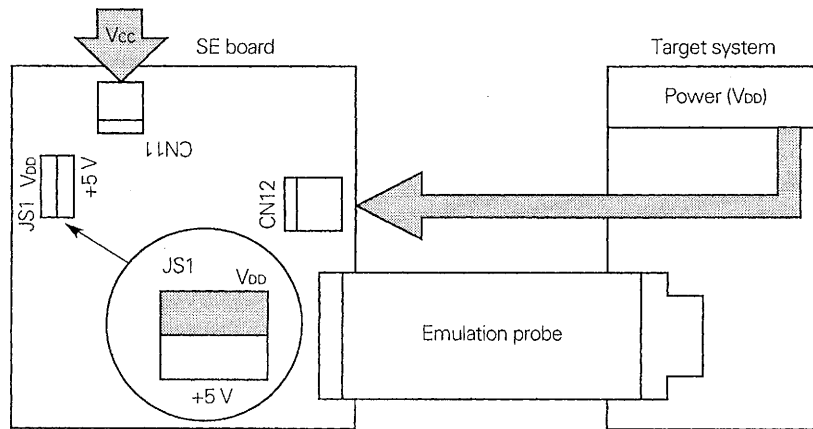 Vcc
SE board
Target system
Power (VDD)
CN11
JS1 VDD
+5 V
CN12
JS1
VDD
+5 V
Emulation probe